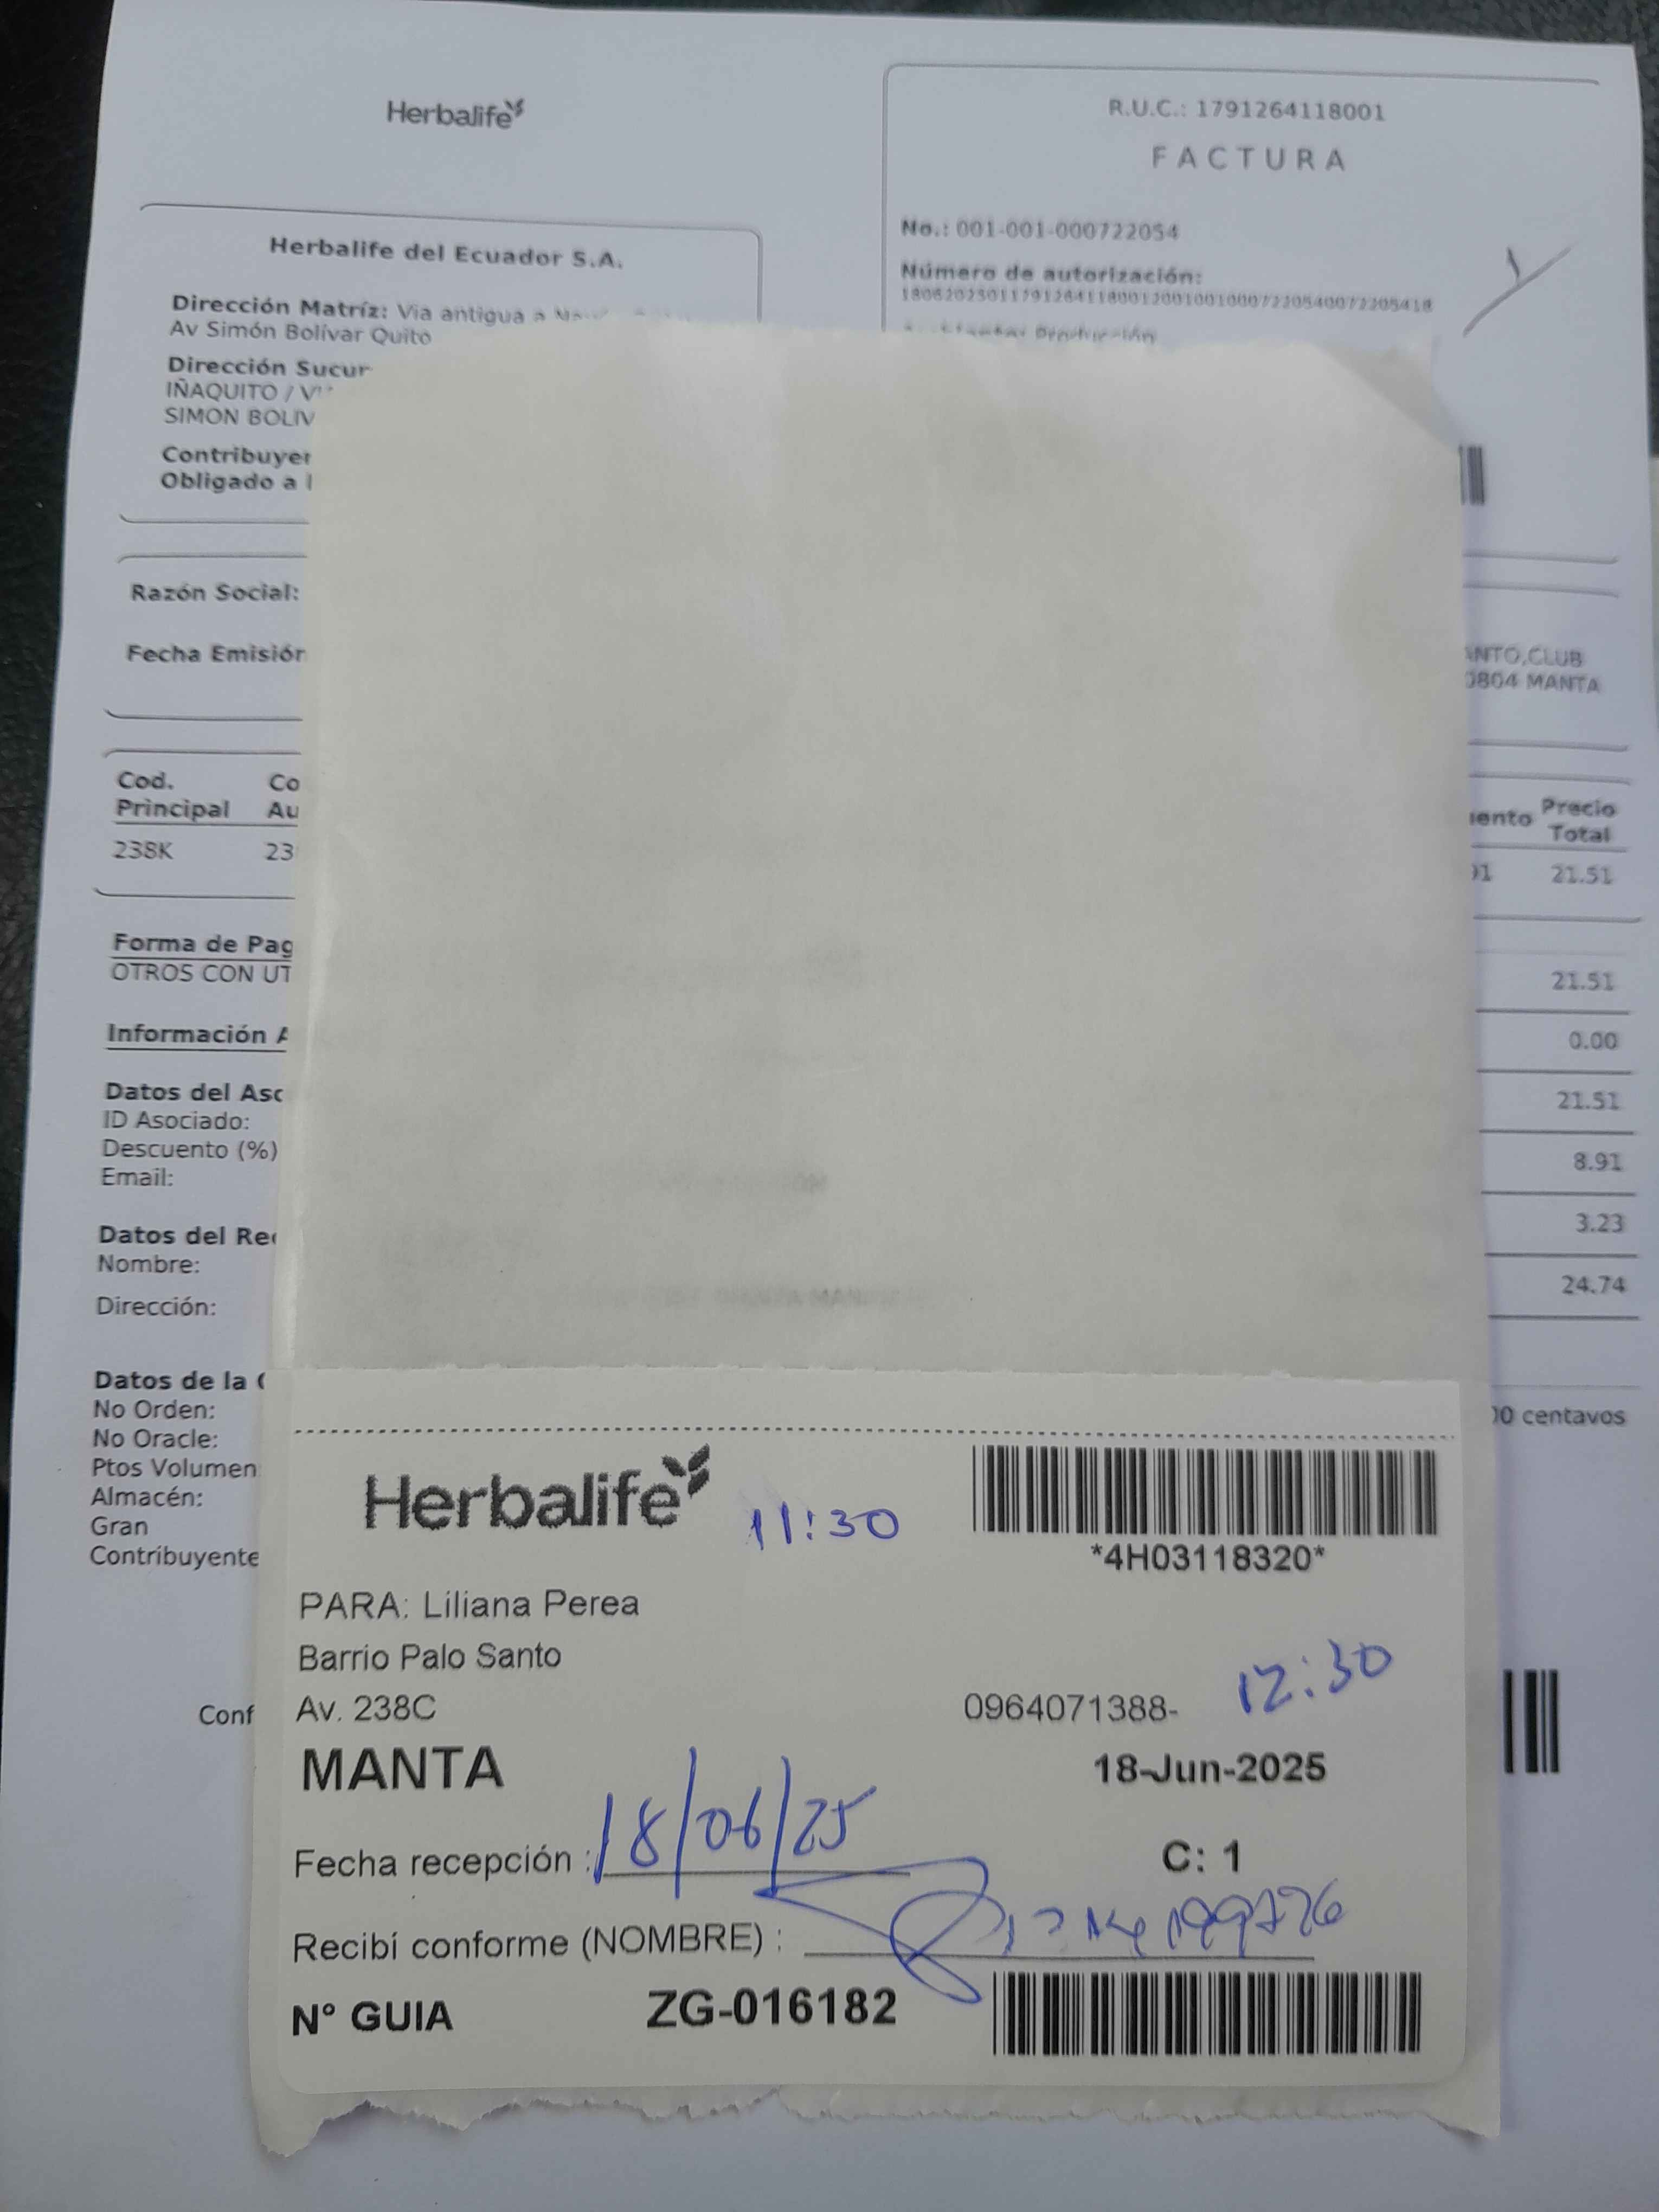 Herbalife
R.U.C.: 1791264118001
FACTURA
No.: 001-001-000722054
Número de autorización:
Herbalife del Ecuador S.A.
Dirección Matríz: Via antigua a
Av Simón Bolívar Quito
Dirección Sucur
IÑAQUITO / V
SIMON BOLIV
Contribuyer
Obligado a
Razón Social:
Fecha Emisión
ANTO,CLUB
0804 MANTA
Cod. Principal
Co Au
ento
Precio Total
238K 23 91 21.51
Forma de Pag
OTROS CON UT
21.51
0.00
21.51
8.91
3.23
24.74
Información A
Datos del Aso
ID Asociado:
Descuento (%)
Email:
Datos del Re
Nombre:
Dirección:
Datos de la
No Orden:
No Oracle:
Ptos Volumen
Almacén:
Gran
Contribuyente
00 centavos
Conf
Herbalife
11:30
*4H03118320*
PARA: Liliana Perea
Barrio Palo Santo
Av. 238C
0964071388-
12:30
MANTA
18-Jun-2025
Fecha recepción : 18/06/25
C: 1
Recibí conforme (NOMBRE) :
N° GUIA ZG-016182